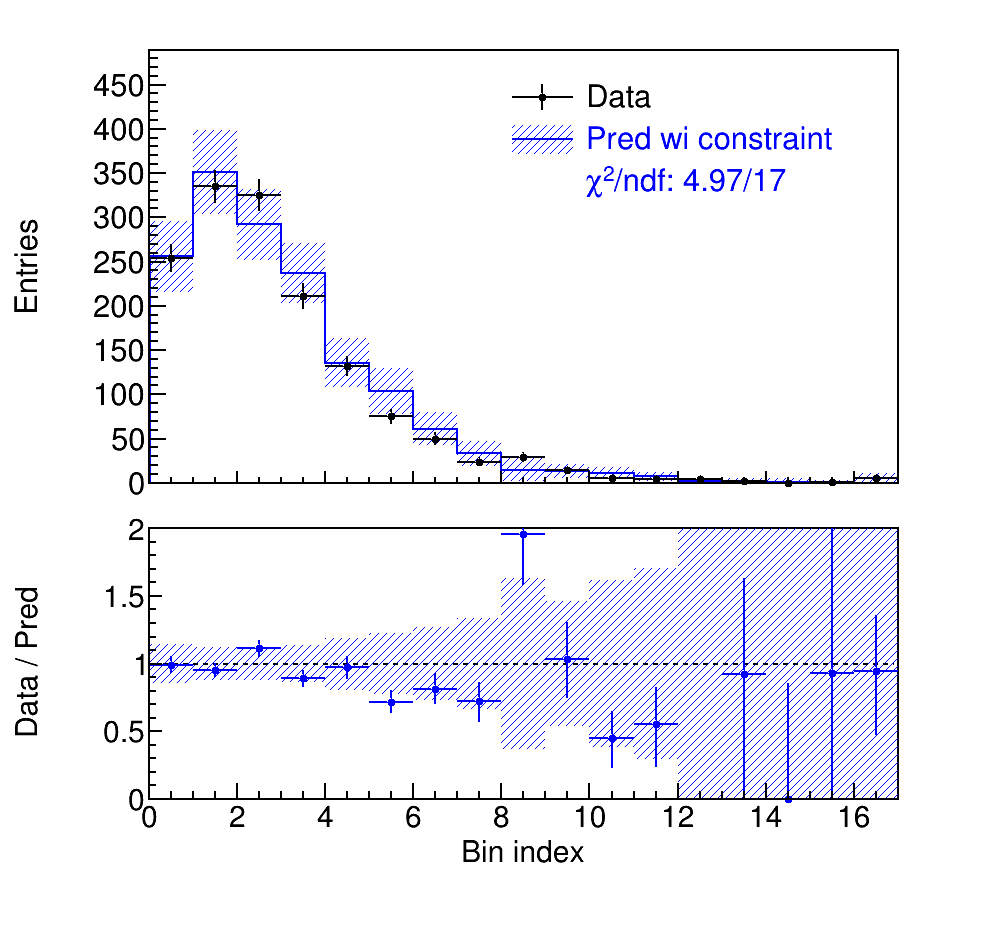 450
400
350
300
250
200
150
100
50
0
Entries
Data
Pred wi constraint
χ²/ndf: 4.97/17
2
1.5
1
0.5
0
Data / Pred
0 2 4 6 8 10 12 14 16
Bin index